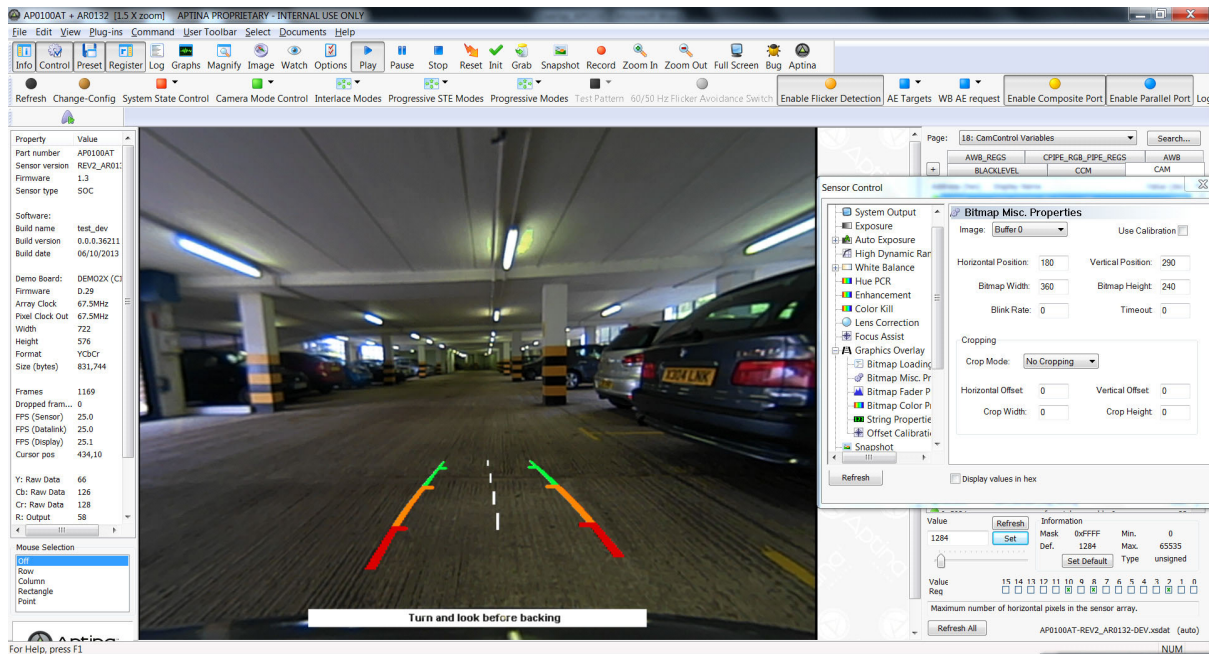 AP0100AT + AR0132 [1.5 X zoom] APTINA PROPRIETARY - INTERNAL USE ONLY
File Edit View Plug-ins Command User Toolbar Select Documents Help
Info Control Preset Register Log Graphs Magnify Image Watch Options Play Pause Stop Reset Init Grab Snapshot Record Zoom In Zoom Out Full Screen Bug Aptina
Refresh Change-Config System State Control Camera Mode Control Interlace Modes Progressive STE Modes Progressive Modes Test Pattern 60/50 Hz Flicker Avoidance Switch Enable Flicker Detection AE Targets WB AE request Enable Composite Port Enable Parallel Port Log
Property Value
Part number AP0100AT
Sensor version REV2_AR01
Firmware 1.3
Sensor type SOC
Software:
Build name test_dev
Build version 0.0.0.36211
Build date 06/10/2013
Demo Board: DEMO2X (C
Firmware D.29
Array Clock 67.5MHz
Pixel Clock Out 67.5MHz
Width 722
Height 576
Format YCbCr
Size (bytes) 831,744
Frames 1169
Dropped fram... 0
FPS (Sensor) 25.0
FPS (Datalink) 25.0
FPS (Display) 25.1
Cursor pos 434,10
Y: Raw Data 66
Cb: Raw Data 126
Cr: Raw Data 128
R: Output 58
Mouse Selection
Off
Row
Column
Rectangle
Point
Aptina
For Help, press F1
X104 LNK
Turn and look before backing
Page: 18: CamControl Variables Search...
AWB_REGS CPIPE_RGB_PIPE_REGS AWB
+ BLACKLEVEL CCM CAM
Sensor Control
System Output
Exposure
Auto Exposure
High Dynamic Ran
White Balance
Hue PCR
Enhancement
Color Kill
Lens Correction
Focus Assist
Graphics Overlay
Bitmap Loading
Bitmap Misc. Pr
Bitmap Fader P
Bitmap Color Pr
String Propertie
Offset Calibratio
Snapshot
Refresh
Bitmap Misc. Properties
Image: Buffer 0 Use Calibration
Horizontal Position: 180 Vertical Position: 290
Bitmap Width: 360 Bitmap Height: 240
Blink Rate: 0 Timeout 0
Cropping
Crop Mode: No Cropping
Horizontal Offset 0 Vertical Offset 0
Crop Width: 0 Crop Height 0
Display values in hex
Value Refresh Information
1284 Set Mask 0xFFFF Min. 0
Def. 1284 Max. 65535
Set Default Type unsigned
Value 15 14 13 12 11 10 9 8 7 6 5 4 3 2 1 0
Reg
Maximum number of horizontal pixels in the sensor array.
Refresh All AP0100AT-REV2_AR0132-DEV.xsdat (auto)
NUM